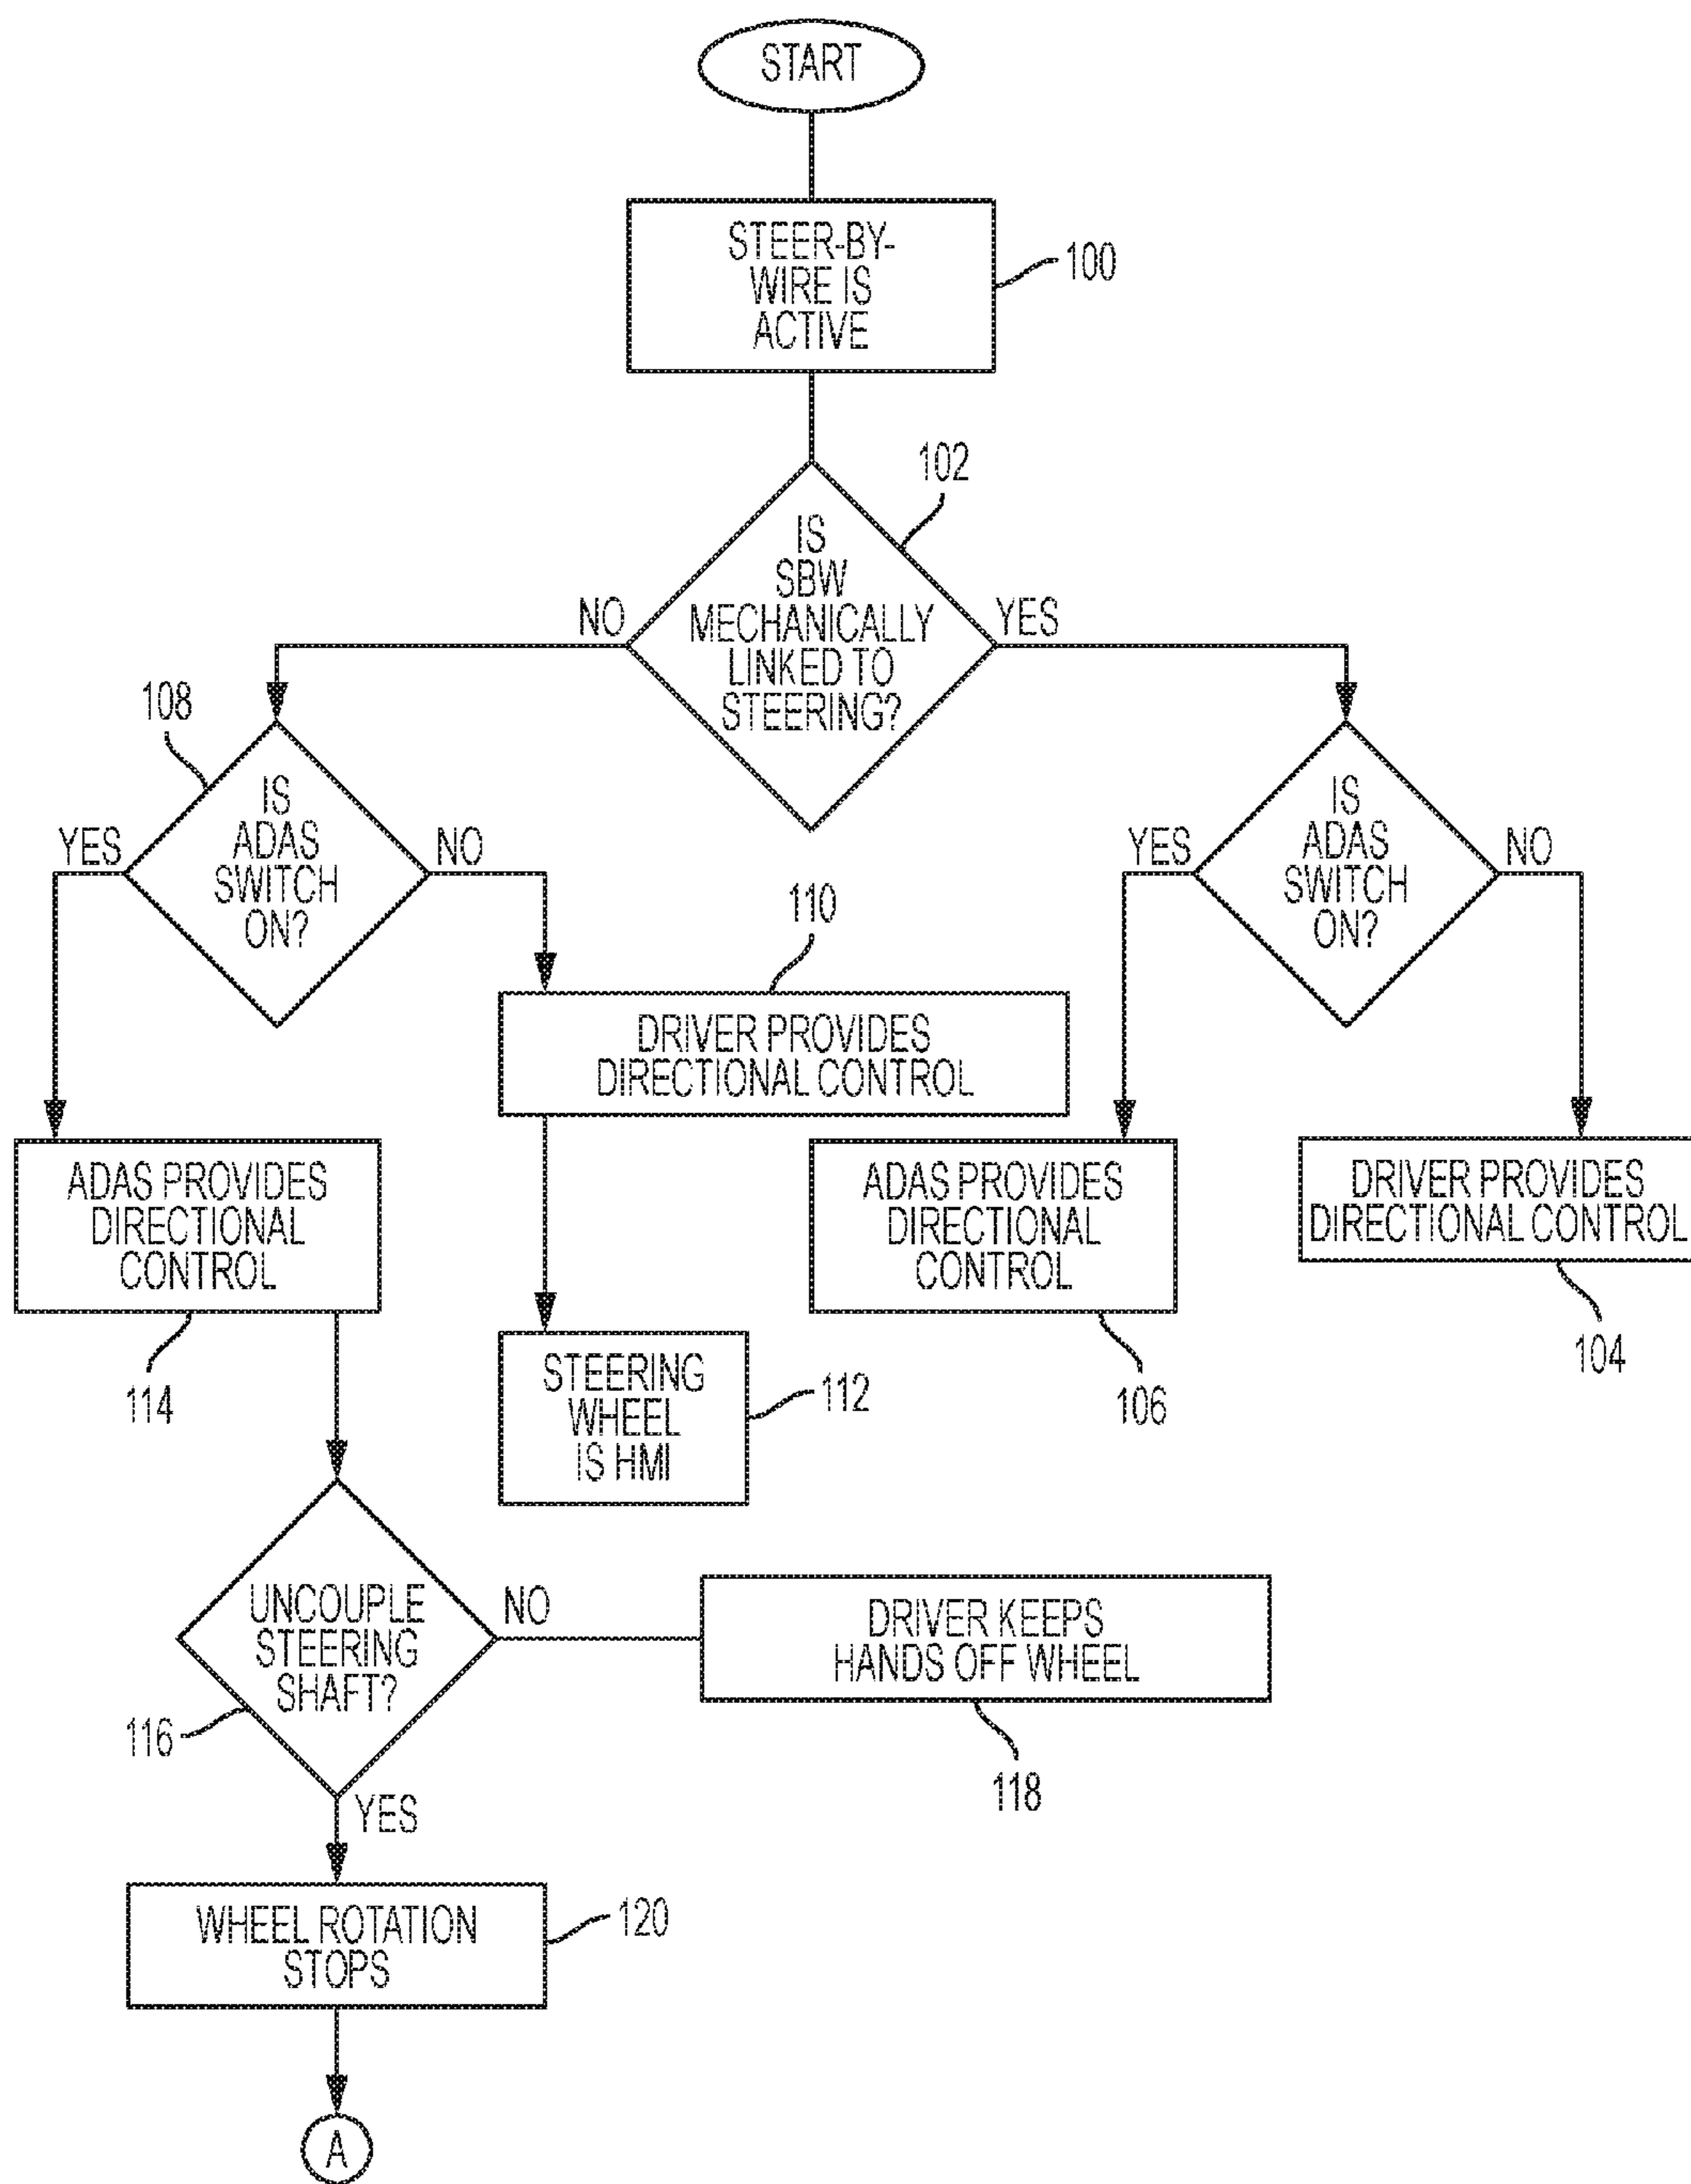 START
STEER-BY-
WIRE IS
ACTIVE
100
102
IS
SBW
MECHANICALLY
LINKED TO
STEERING?
NO
YES
108
IS
ADAS
SWITCH
ON?
YES
NO
IS
ADAS
SWITCH
ON?
YES
NO
110
DRIVER PROVIDES
DIRECTIONAL CONTROL
ADAS PROVIDES
DIRECTIONAL
CONTROL
114
ADAS PROVIDES
DIRECTIONAL
CONTROL
106
DRIVER PROVIDES
DIRECTIONAL CONTROL
104
STEERING
WHEEL
IS HMI
112
UNCOUPLE
STEERING
SHAFT?
116
NO
DRIVER KEEPS
HANDS OFF WHEEL
118
YES
WHEEL ROTATION
STOPS
120
A